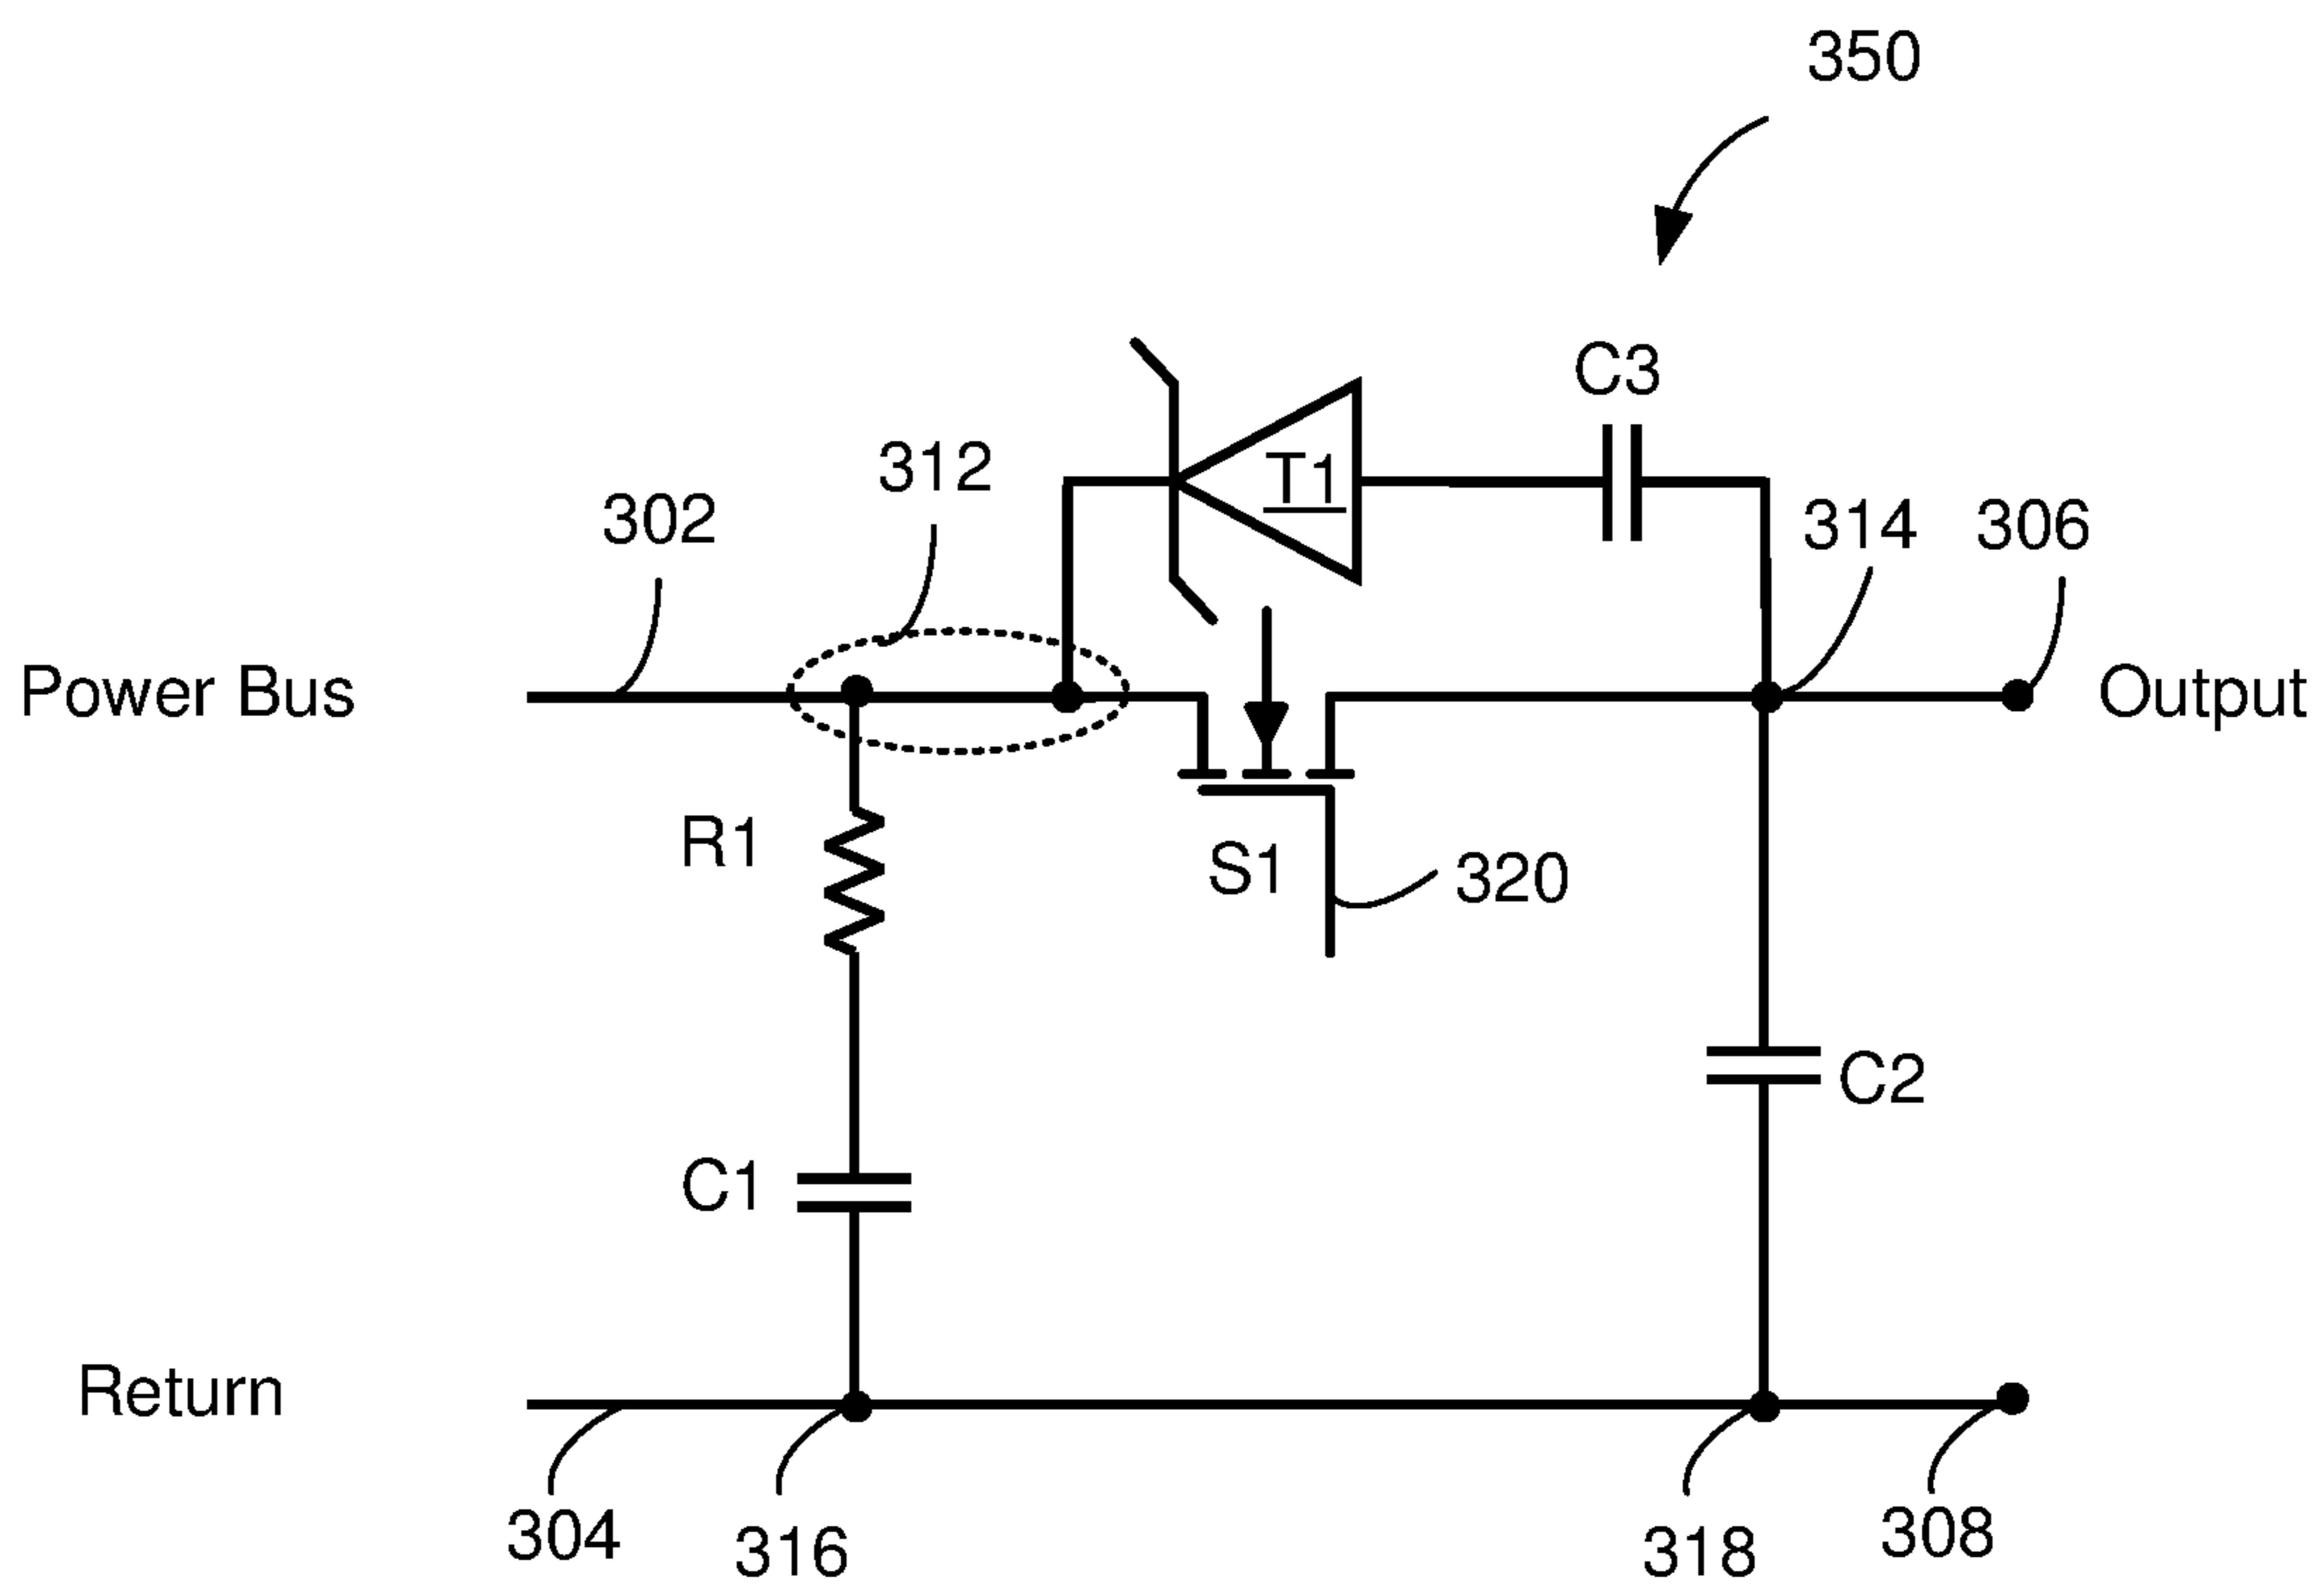 350
C3
312
T1
302
314
306
Power Bus
Output
R1
S1
320
C2
C1
Return
304
316
318
308